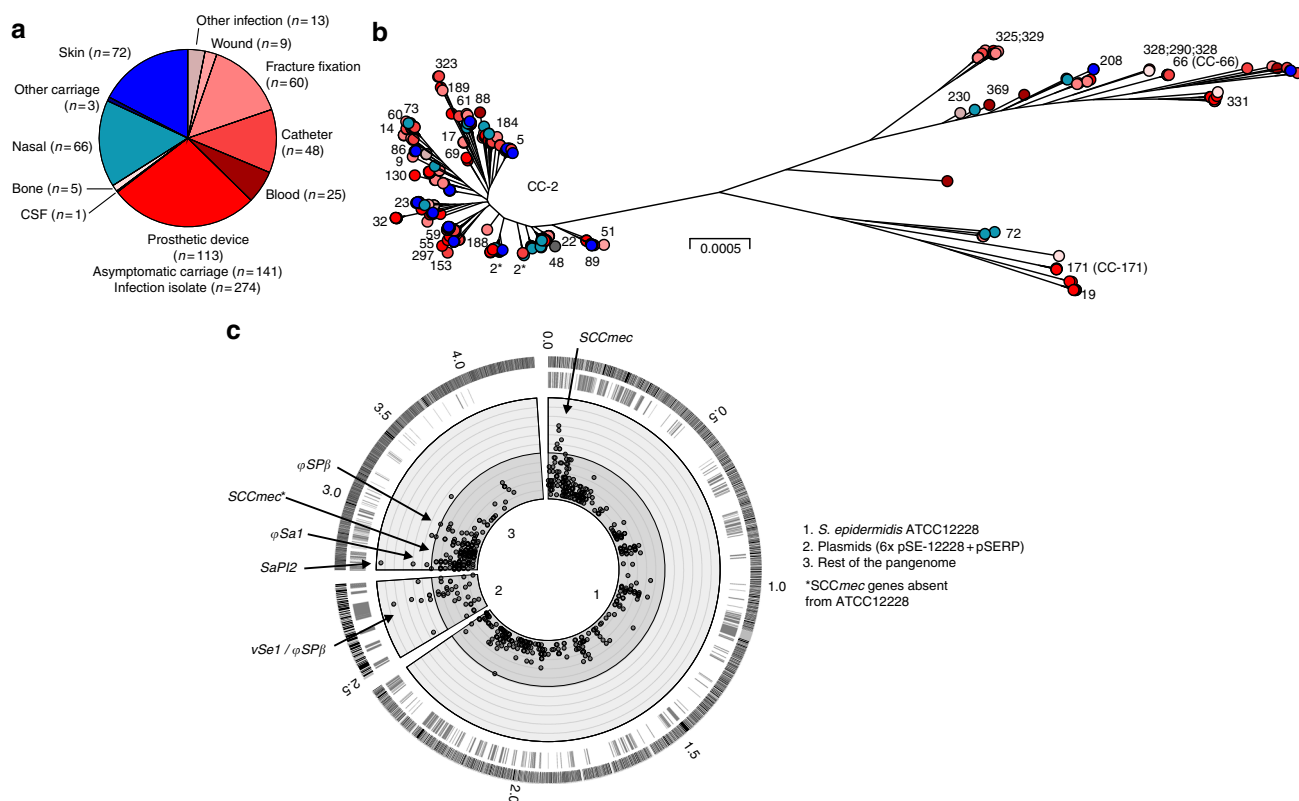 a
Other infection (n=13)
Wound (n=9)
Fracture fixation
(n=60)
Catheter
(n=48)
Blood (n=25)
Prosthetic device
(n=113)
Asymptomatic carriage (n=141)
Infection isolate (n=274)
CSF (n=1)
Bone (n=5)
Nasal (n=66)
Other carriage
(n=3)
Skin (n=72)
b
323
189
61
88
60
73
14
17
184
5
86
9
69
130
CC-2
23
32
59
55
188
297
153
2*
2*
48
22
51
89
0.0005
325;329
328;290;328
66 (CC-66)
208
369
230
331
72
171 (CC-171)
19
c
SCCmec
0.0
0.5
1.0
1.5
2.0
2.5
3.0
3.5
4.0
φSPβ
SCCmec*
φSa1
SaPI2
vSe1 / φSPβ
1
2
3
1. S. epidermidis ATCC12228
2. Plasmids (6x pSE-12228+pSERP)
3. Rest of the pangenome
*SCCmec genes absent
from ATCC12228